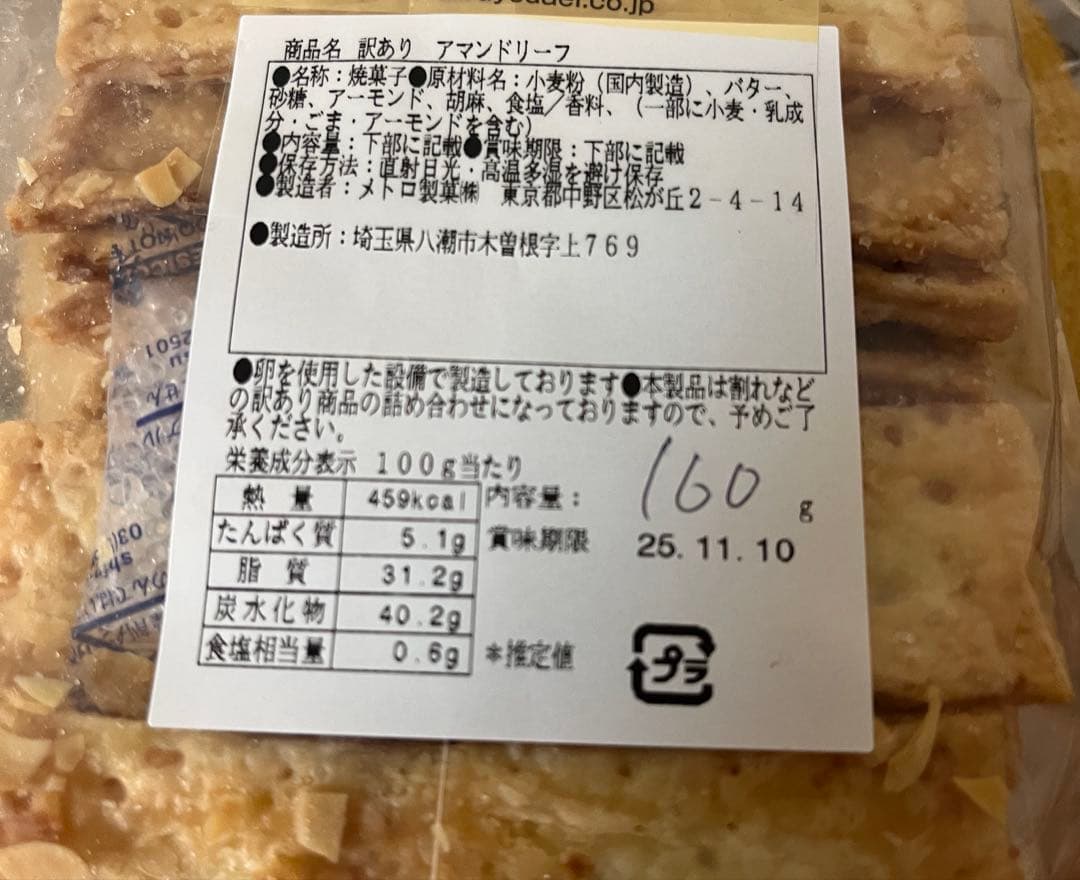 商品名 訳あり アマンドリーフ
●名称：焼菓子●原材料名：小麦粉（国内製造）、バター、
砂糖、アーモンド、胡麻、食塩／香料、（一部に小麦・乳成
分・ごま・アーモンドを含む）
●内容量：下部に記載●賞味期限：下部に記載
●保存方法：直射日光・高温多湿を避け保存
●製造者：メトロ製菓㈱ 東京都中野区松が丘2-4-14
●製造所：埼玉県八潮市木曽根字上769
●卵を使用した設備で製造しております●本製品は割れなど
の訳あり商品の詰め合わせになっておりますので、予めご了
承ください。
栄養成分表示 100g当たり
熱量 459kcal
たんぱく質 5.1g
脂質 31.2g
炭水化物 40.2g
食塩相当量 0.6g
内容量： 160 g
賞味期限 25.11.10
*推定値
プラ
2501
03(